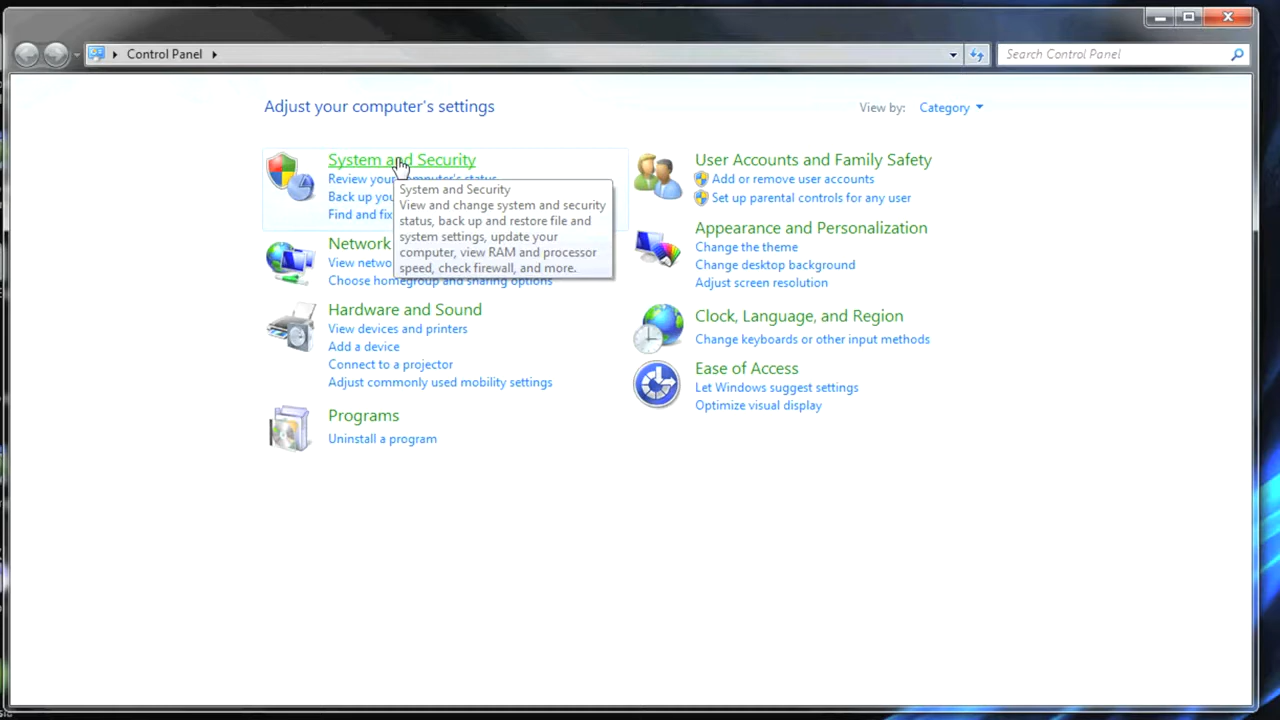 Control Panel
Search Control Panel
Adjust your computer's settings
View by: Category
System and Security
Review your computer's status
Back up you
Find and fix
System and Security
View and change system and security
status, back up and restore file and
system settings, update your
computer, view RAM and processor
speed, check firewall, and more.
Network
View netwo
Choose homegroup and sharing options
Hardware and Sound
View devices and printers
Add a device
Connect to a projector
Adjust commonly used mobility settings
Programs
Uninstall a program
User Accounts and Family Safety
Add or remove user accounts
Set up parental controls for any user
Appearance and Personalization
Change the theme
Change desktop background
Adjust screen resolution
Clock, Language, and Region
Change keyboards or other input methods
Ease of Access
Let Windows suggest settings
Optimize visual display